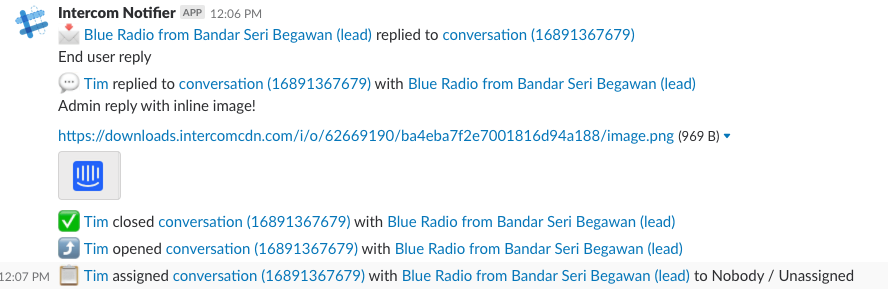 Intercom Notifier APP 12:06 PM
Blue Radio from Bandar Seri Begawan (lead) replied to conversation (16891367679)
End user reply
Tim replied to conversation (16891367679) with Blue Radio from Bandar Seri Begawan (lead)
Admin reply with inline image!
https://downloads.intercomcdn.com/i/o/62669190/ba4eba7f2e7001816d94a188/image.png (969 B)
Tim closed conversation (16891367679) with Blue Radio from Bandar Seri Begawan (lead)
Tim opened conversation (16891367679) with Blue Radio from Bandar Seri Begawan (lead)
12:07 PM Tim assigned conversation (16891367679) with Blue Radio from Bandar Seri Begawan (lead) to Nobody / Unassigned